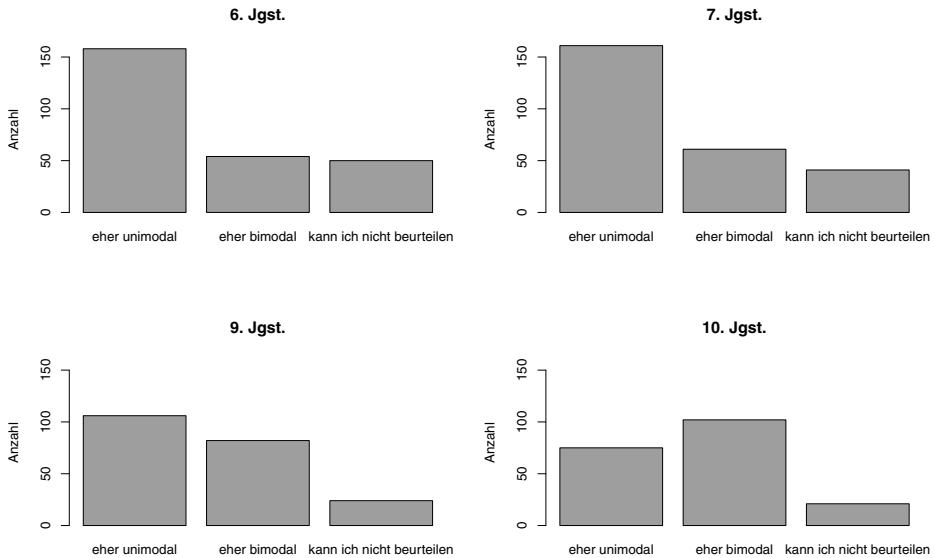 6. Jgst.
Anzahl
150
100
50
0
eher unimodal eher bimodal kann ich nicht beurteilen
7. Jgst.
Anzahl
150
100
50
0
eher unimodal eher bimodal kann ich nicht beurteilen
9. Jgst.
Anzahl
150
100
50
0
eher unimodal eher bimodal kann ich nicht beurteilen
10. Jgst.
Anzahl
150
100
50
0
eher unimodal eher bimodal kann ich nicht beurteilen